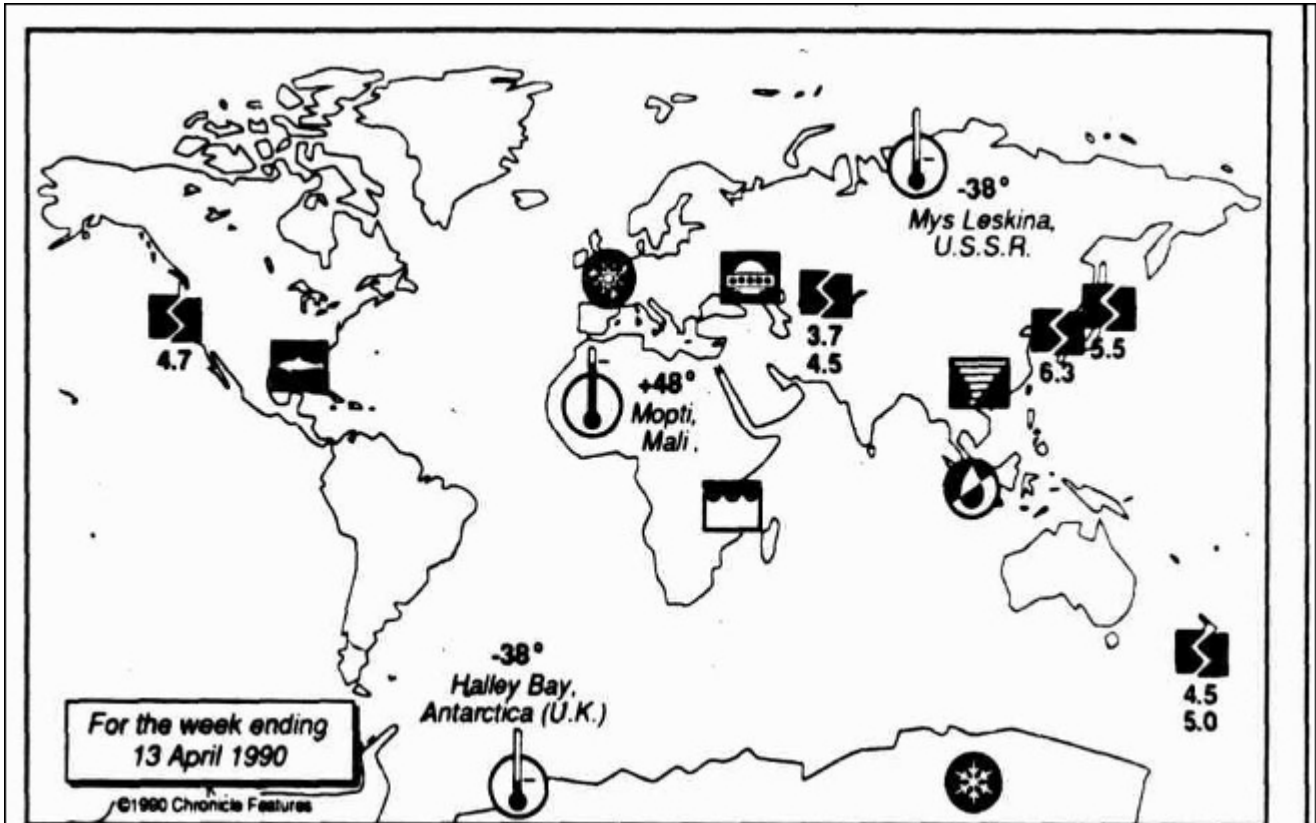 -38°
Mys Leskina,
U.S.S.R.
4.7
3.7
4.5
5.5
6.3
+48°
Mopti,
Mali
-38°
Halley Bay,
Antarctica (U.K.)
4.5
5.0
For the week ending
13 April 1990
©1990 Chronicle Features